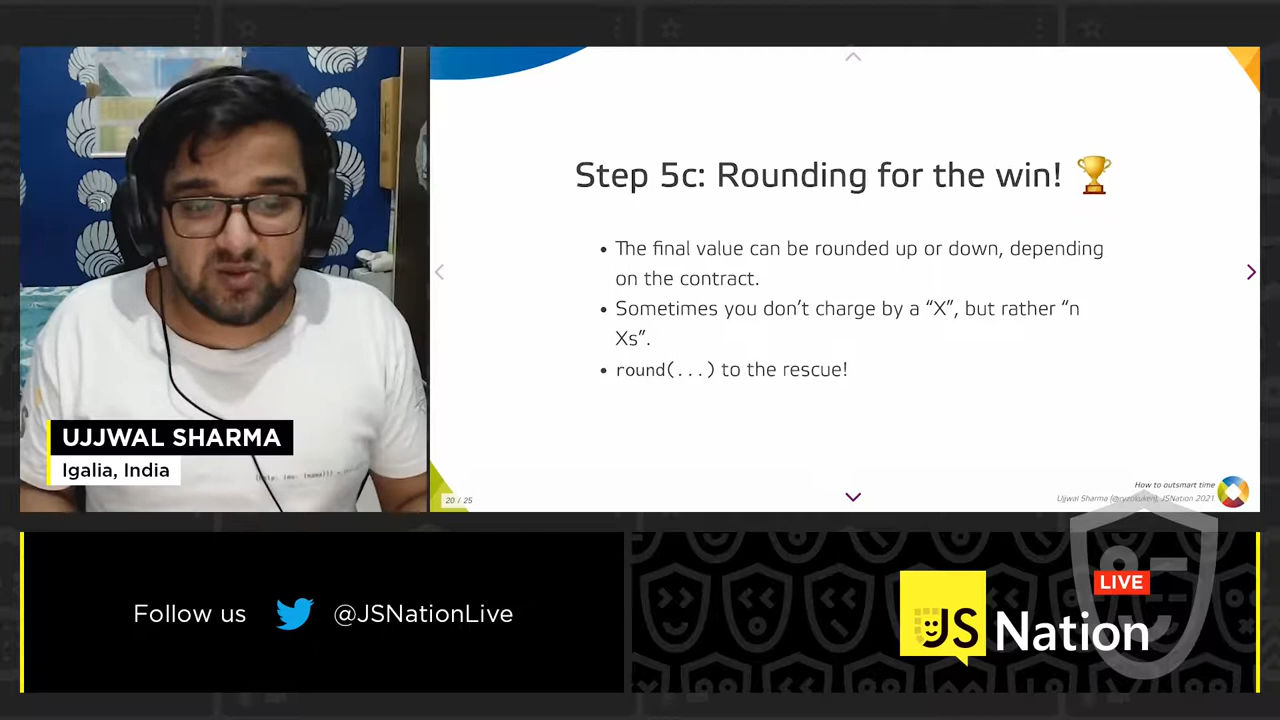 Step 5c: Rounding for the win!
• The final value can be rounded up or down, depending
on the contract.
• Sometimes you don't charge by a “X”, but rather “n
Xs”.
• round(...) to the rescue!
20 / 25
How to outsmart time
Ujjwal Sharma (@ryzokuken), JSNation 2021
UJJWAL SHARMA
Igalia, India
Follow us @JSNationLive
LIVE
JS Nation